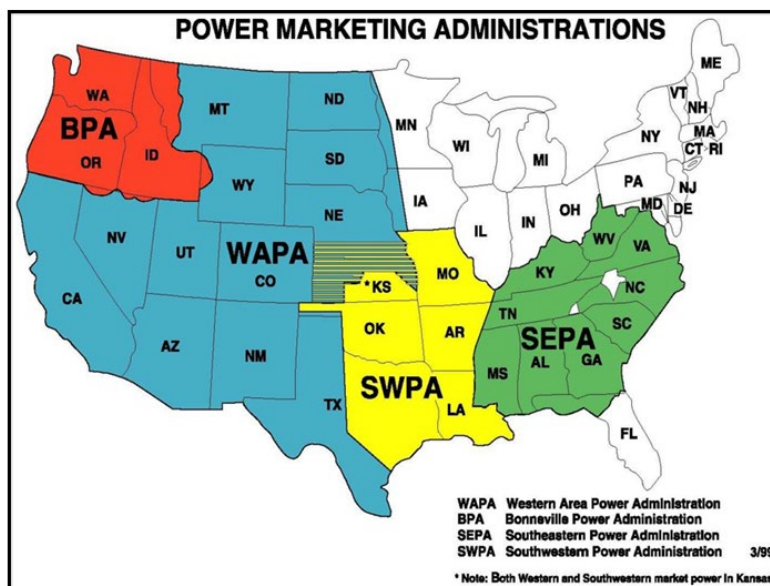 POWER MARKETING ADMINISTRATIONS
ME
WA
MT
ND
MN
VT
NH
BPA
OR
ID
SD
WI
MI
NY
MA
CT RI
WY
IA
PA
NJ
NE
OH
MD
DE
NV
UT
WAPA
CO
IL
IN
WV
VA
CA
*KS
MO
KY
NC
AZ
NM
OK
AR
TN
SC
SEPA
MS
AL
GA
TX
SWPA
LA
FL
WAPA Western Area Power Administration
BPA Bonneville Power Administration
SEPA Southeastern Power Administration
SWPA Southwestern Power Administration 3/99
* Note: Both Western and Southwestern market power in Kansas